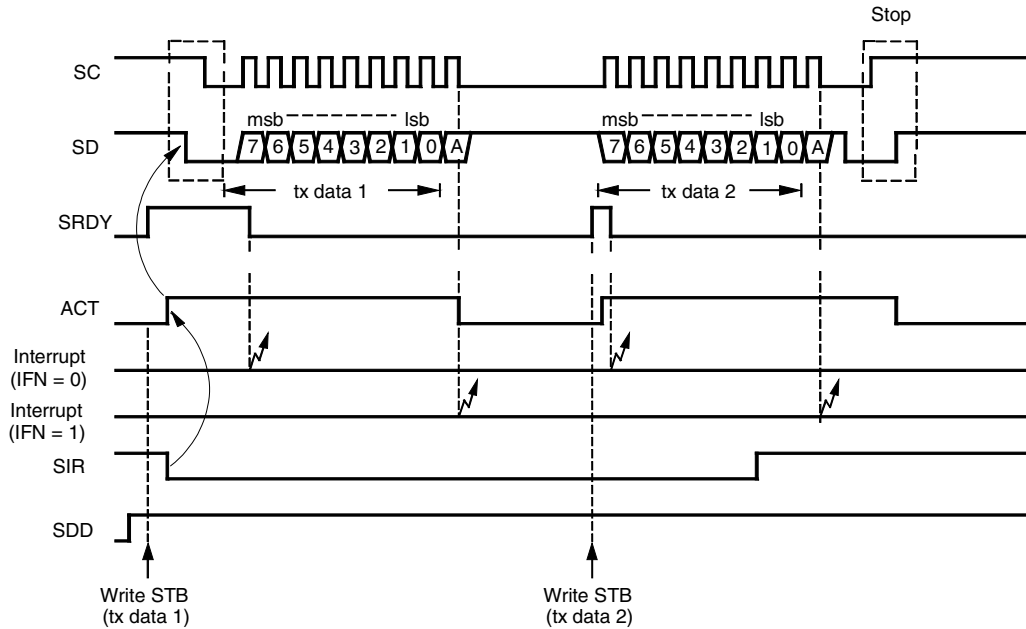 Stop
SC
msb lsb msb lsb
SD 7 6 5 4 3 2 1 0 A 7 6 5 4 3 2 1 0 A
tx data 1 tx data 2
SRDY
ACT
Interrupt
(IFN = 0)
Interrupt
(IFN = 1)
SIR
SDD
Write STB
(tx data 1)
Write STB
(tx data 2)